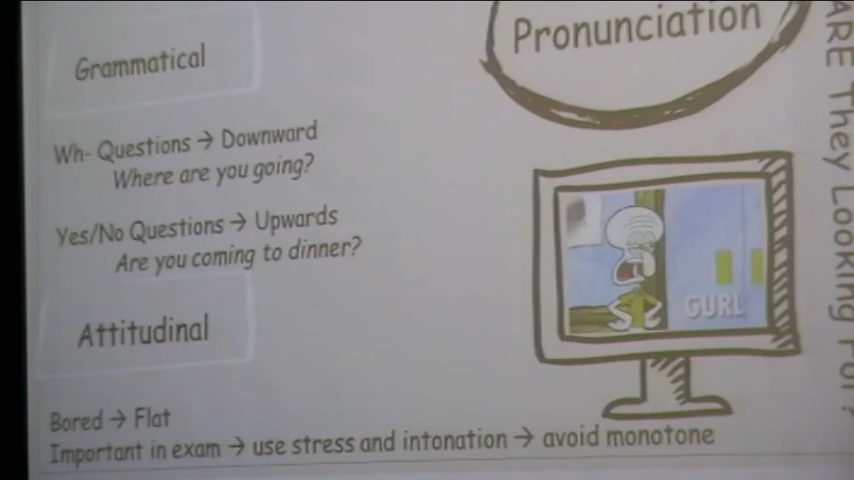 Pronunciation
Grammatical
Wh- Questions → Downward
Where are you going?
Yes/No Questions → Upwards
Are you coming to dinner?
Attitudinal
Bored → Flat
Important in exam → use stress and intonation → avoid monotone
GURL
ARE They Looking For?